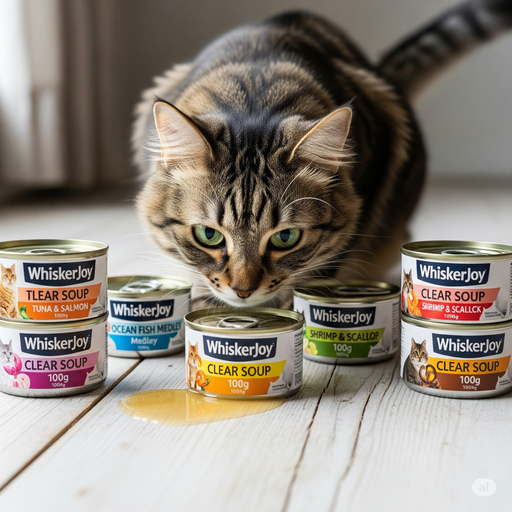 WhiskerJoy
TLEAR SOUP
TUNA & SALMON
WhiskerJoy
CLEAR SOUP
100g
WhiskerJoy
OCEAN FISH MEDLEY
Medley
WhiskerJoy
CLEAR SOUP
100g
WhiskerJoy
SHRIMP & SCALLOP
100g
WhiskerJoy
CLEAR SOUP
SHRIMP & SCALLCK
WhiskerJoy
CLEAR SOUP
100g